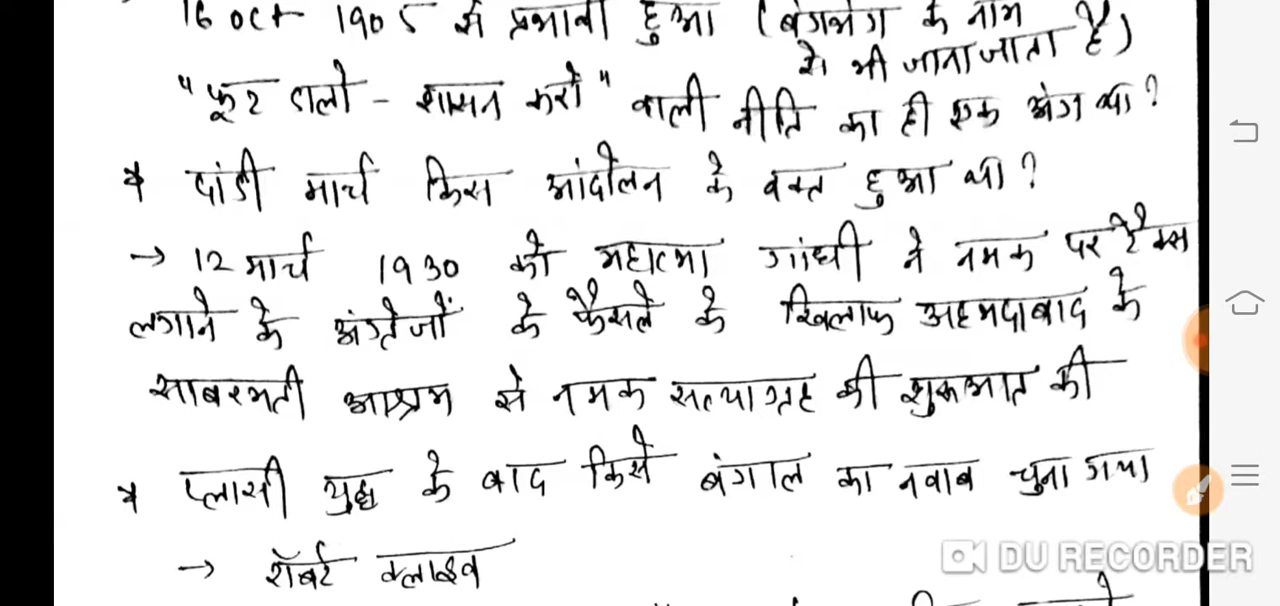 16 oct 1905 से प्रभावी हुआ (बंगभंग के नाम
से भी जाना जाता है)
"फूट डालो - शासन करो" वाली नीति का ही एक अंग था?
* दांडी मार्च किस आंदोलन के वक्त हुआ था?
→ 12 मार्च 1930 को महात्मा गांधी ने नमक पर टैक्स
लगाने के अंग्रेजों के फैसले के खिलाफ अहमदाबाद के
साबरमती आश्रम से नमक सत्याग्रह की शुरूआत की
* प्लासी युद्ध के बाद किसे बंगाल का नवाब चुना गया
→ रॉबर्ट क्लाइव
DU RECORDER